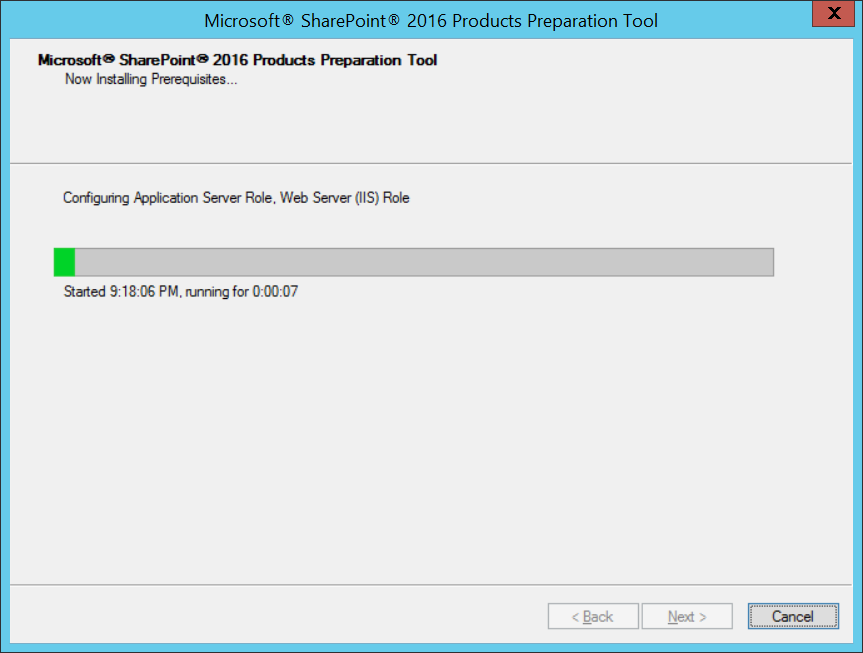 Microsoft® SharePoint® 2016 Products Preparation Tool
Microsoft® SharePoint® 2016 Products Preparation Tool
Now Installing Prerequisites...
Configuring Application Server Role, Web Server (IIS) Role
Started 9:18:06 PM, running for 0:00:07
< Back Next > Cancel